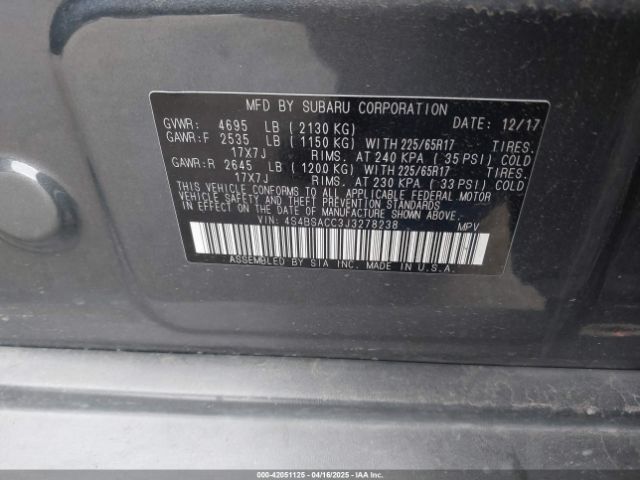 MFD BY SUBARU CORPORATION DATE: 12/17
GVWR: 4695 LB ( 2130 KG)
GAWR:F 2535 LB ( 1150 KG) WITH 225/65R17 TIRES.
17X7J RIMS. AT 240 KPA ( 35 PSI) COLD
GAWR:R 2645 LB ( 1200 KG) WITH 225/65R17 TIRES.
17X7J RIMS. AT 230 KPA ( 33 PSI) COLD
THIS VEHICLE CONFORMS TO ALL APPLICABLE FEDERAL MOTOR
VEHICLE SAFETY AND THEFT PREVENTION STANDARDS
IN EFFECT ON THE DATE OF MANUFACTURE SHOWN ABOVE.
VIN: 4S4BSACC3J3278238 MPV
ASSEMBLED BY SIA INC. MADE IN U.S.A.
000-42051125 - 04/16/2025 - IAAI.COM